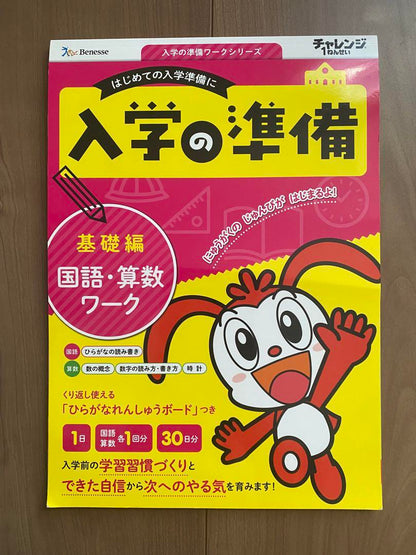 Benesse
入学の準備ワークシリーズ
チャレンジ
1ねんせい
はじめての入学準備に
入学の準備
にゅうがくの じゅんびが はじまるよ!
基礎編
国語・算数
ワーク
国語 ひらがなの読み書き
算数 数の概念 数字の読み方・書き方 時計
くり返し使える
「ひらがなれんしゅうボード」つき
1日 国語 算数 各1回分 30日分
入学前の学習習慣づくりと
できた自信から次へのやる気を育みます!